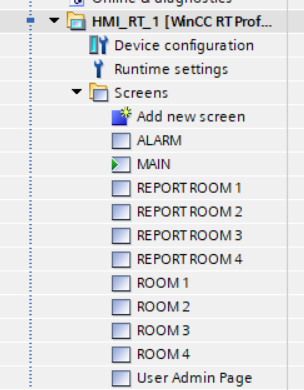 Online & diagnostics
HMI_RT_1 [WinCC RT Prof...
Device configuration
Runtime settings
Screens
Add new screen
ALARM
MAIN
REPORT ROOM 1
REPORT ROOM 2
REPORT ROOM 3
REPORT ROOM 4
ROOM 1
ROOM 2
ROOM 3
ROOM 4
User Admin Page